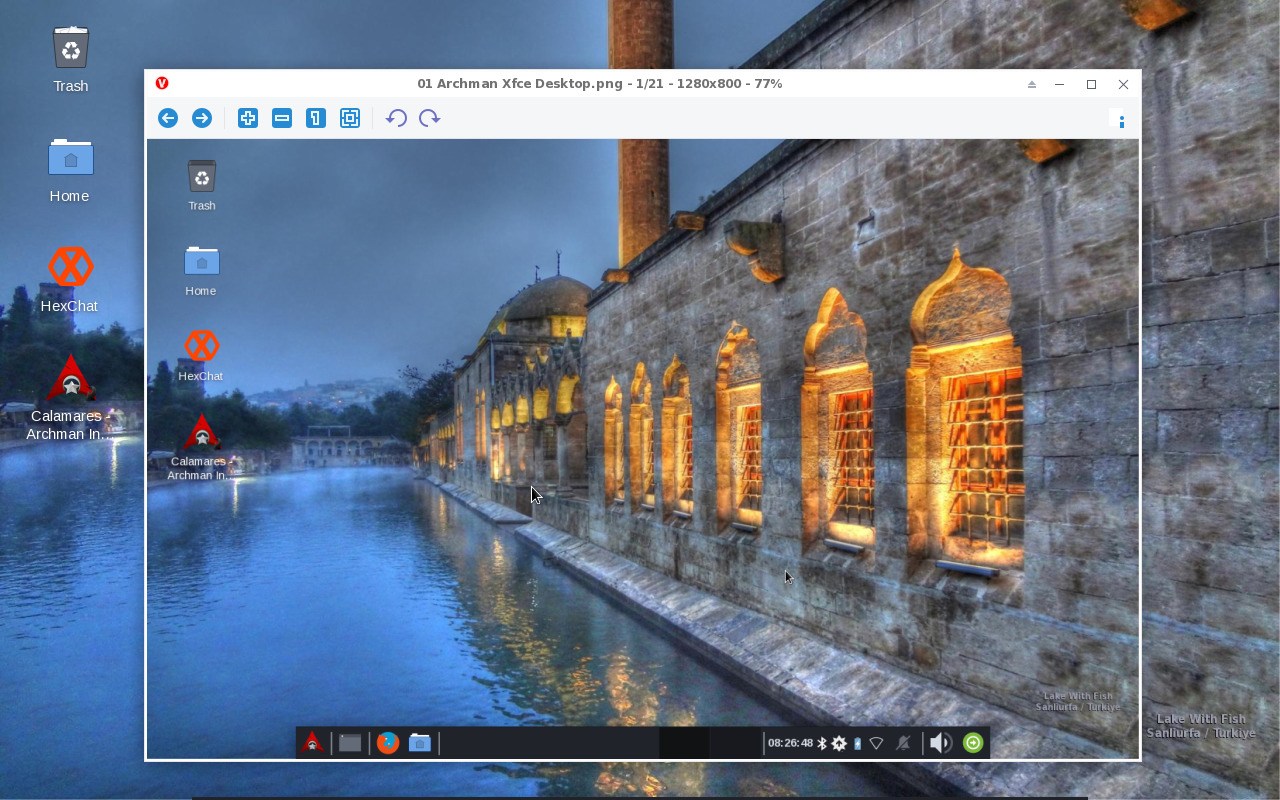 Trash
Home
HexChat
Calamares -
Archman In...
01 Archman Xfce Desktop.png - 1/21 - 1280x800 - 77%
Trash
Home
HexChat
Calamares -
Archman In...
Lake With Fish
Sanliurfa / Turkiye
08:26:48
Lake With Fish
Sanliurfa / Turkiye